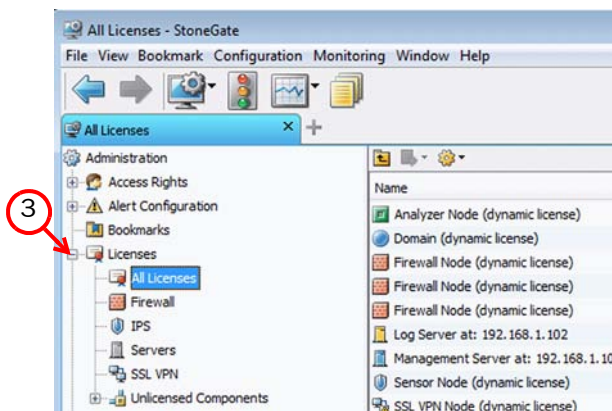 All Licenses - StoneGate
File View Bookmark Configuration Monitoring Window Help
All Licenses
Administration
Access Rights
Alert Configuration
Bookmarks
3
Licenses
All Licenses
Firewall
IPS
Servers
SSL VPN
Unlicensed Components
Name
Analyzer Node (dynamic license)
Domain (dynamic license)
Firewall Node (dynamic license)
Firewall Node (dynamic license)
Firewall Node (dynamic license)
Log Server at: 192.168.1.102
Management Server at: 192.168.1.10
Sensor Node (dynamic license)
SSL VPN Node (dynamic license)